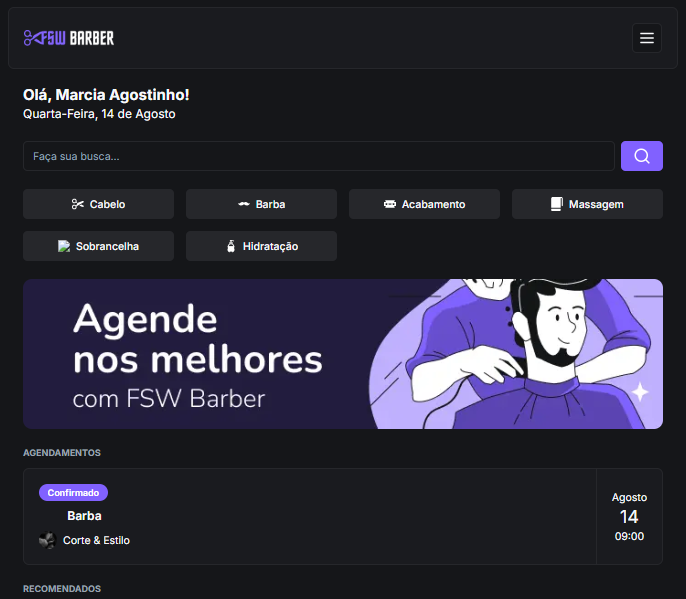 FSW BARBER
Olá, Marcia Agostinho!
Quarta-Feira, 14 de Agosto
Faça sua busca...
Cabelo
Barba
Acabamento
Massagem
Sobrancelha
Hidratação
Agende
nos melhores
com FSW Barber
AGENDAMENTOS
Confirmado
Barba
Corte & Estilo
Agosto
14
09:00
RECOMENDADOS